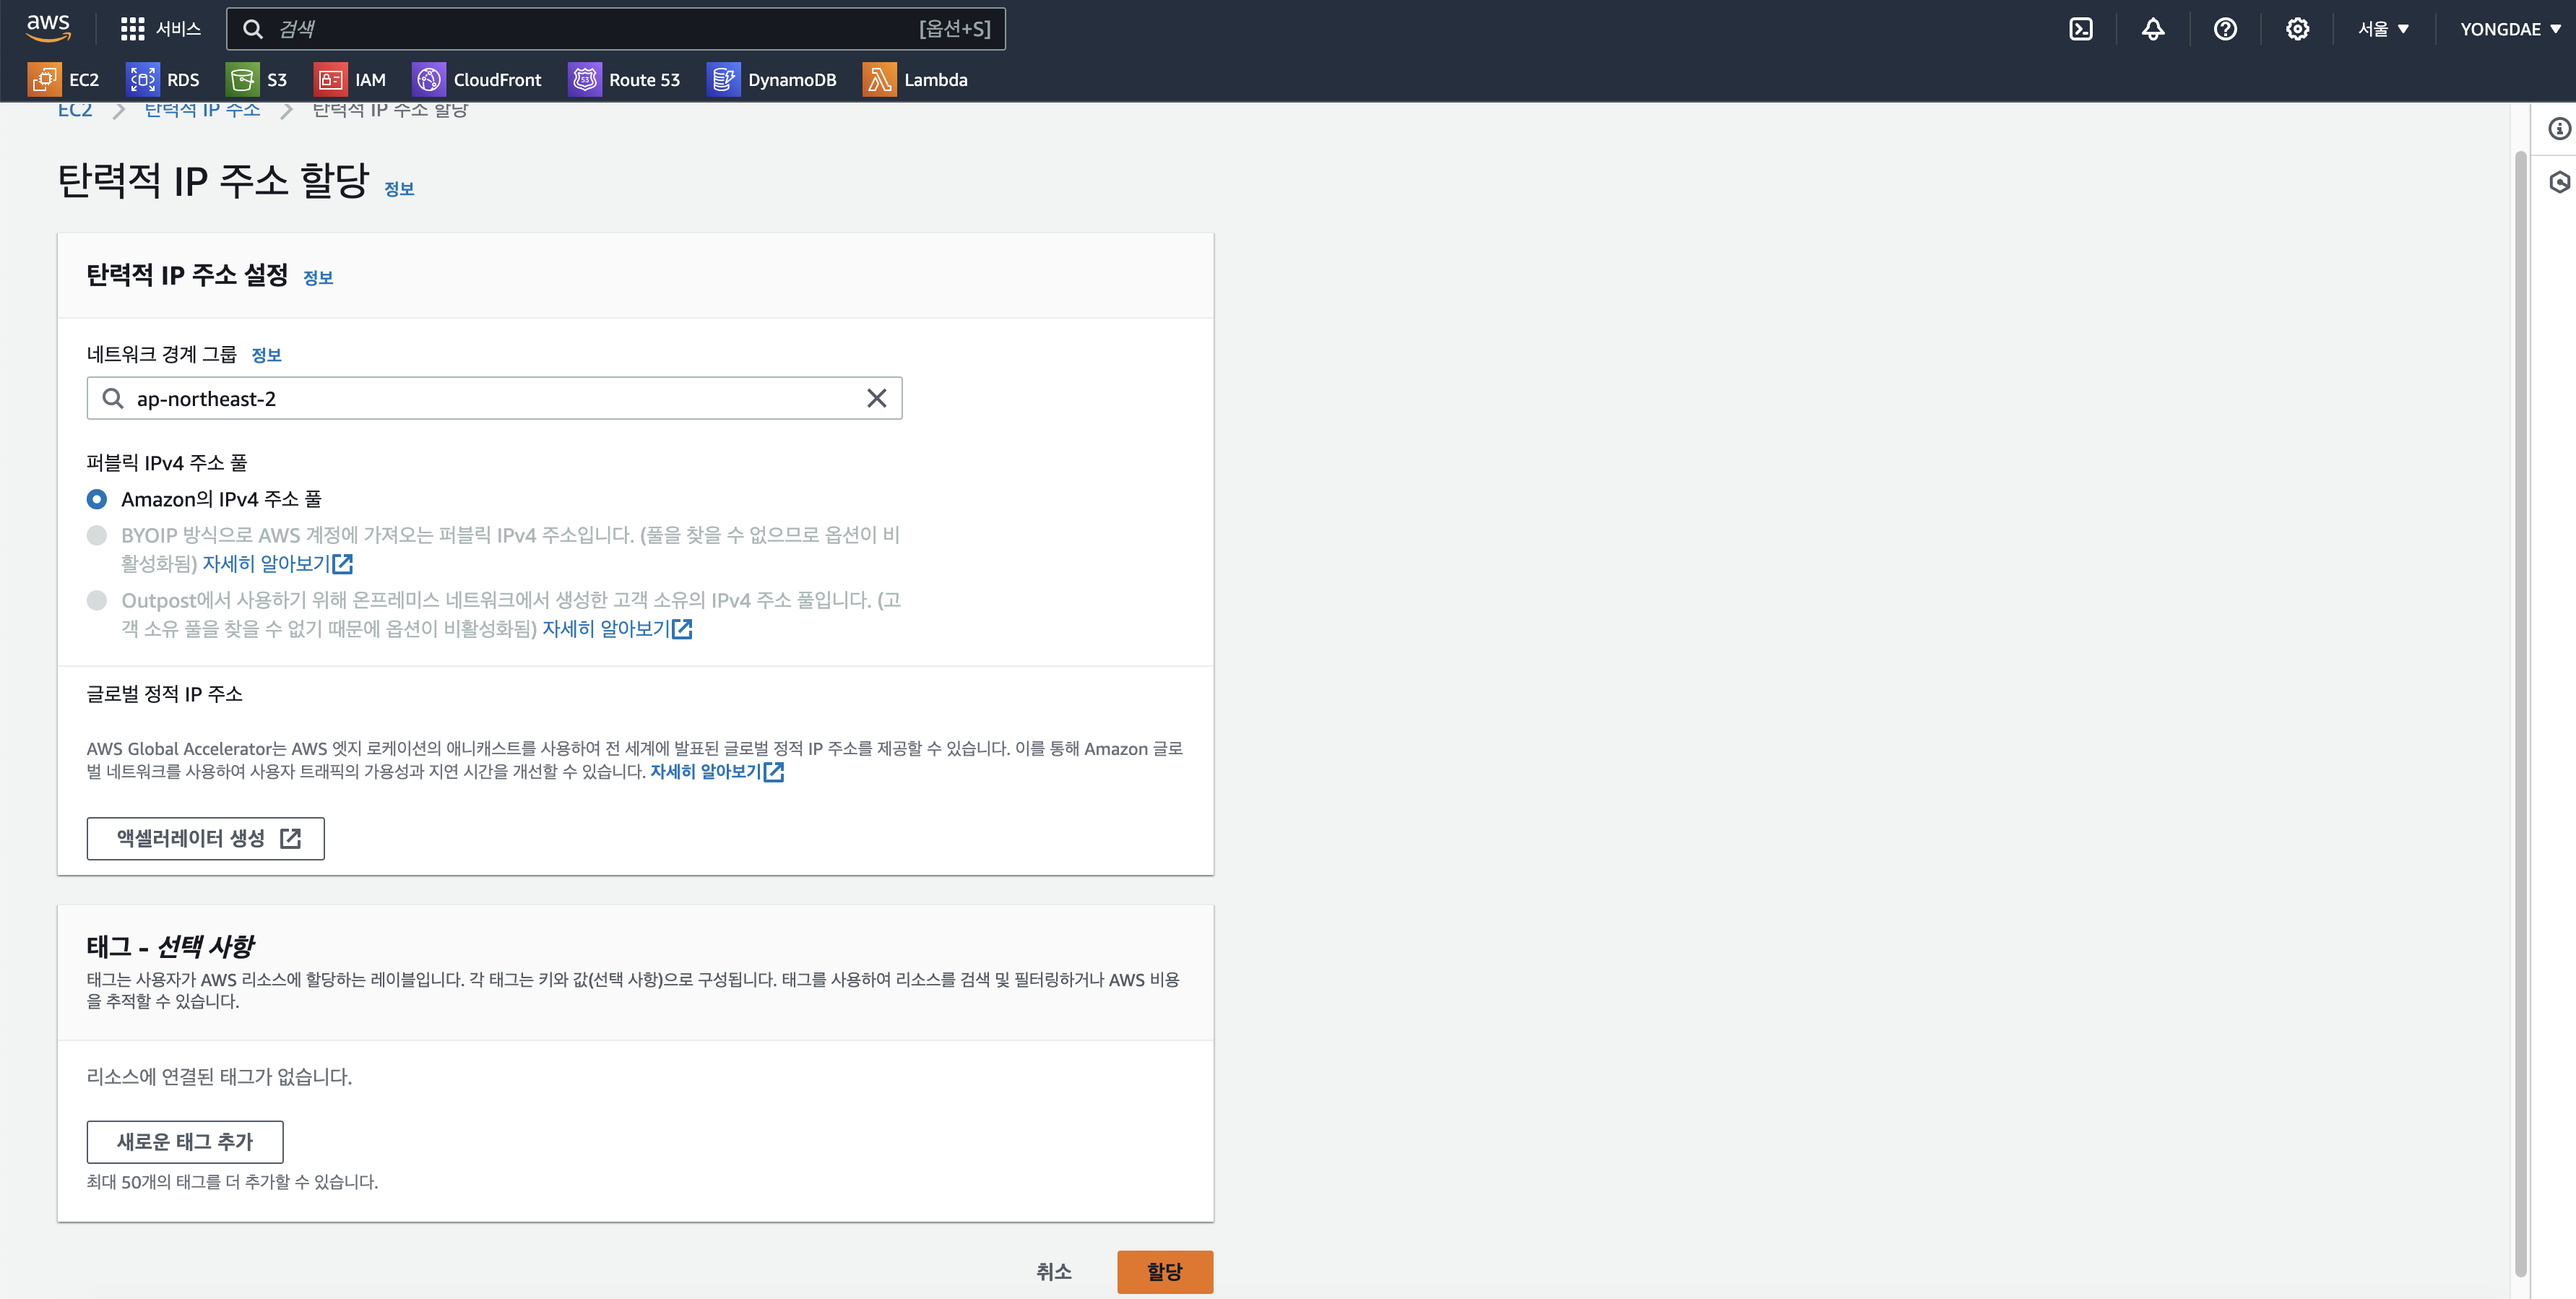 aws
서비스
검색
[옵션+S]
서울 ▼
YONGDAE ▼
EC2
RDS
S3
IAM
CloudFront
Route 53
DynamoDB
Lambda
EC2 > 탄력적 IP 주소 > 탄력적 IP 주소 할당
탄력적 IP 주소 할당 정보
탄력적 IP 주소 설정 정보
네트워크 경계 그룹 정보
ap-northeast-2
퍼블릭 IPv4 주소 풀
Amazon의 IPv4 주소 풀
BYOIP 방식으로 AWS 계정에 가져오는 퍼블릭 IPv4 주소입니다. (풀을 찾을 수 없으므로 옵션이 비
활성화됨) 자세히 알아보기
Outpost에서 사용하기 위해 온프레미스 네트워크에서 생성한 고객 소유의 IPv4 주소 풀입니다. (고
객 소유 풀을 찾을 수 없기 때문에 옵션이 비활성화됨) 자세히 알아보기
글로벌 정적 IP 주소
AWS Global Accelerator는 AWS 엣지 로케이션의 애니캐스트를 사용하여 전 세계에 발표된 글로벌 정적 IP 주소를 제공할 수 있습니다. 이를 통해 Amazon 글로
벌 네트워크를 사용하여 사용자 트래픽의 가용성과 지연 시간을 개선할 수 있습니다. 자세히 알아보기
액셀러레이터 생성
태그 - 선택 사항
태그는 사용자가 AWS 리소스에 할당하는 레이블입니다. 각 태그는 키와 값(선택 사항)으로 구성됩니다. 태그를 사용하여 리소스를 검색 및 필터링하거나 AWS 비용
을 추적할 수 있습니다.
리소스에 연결된 태그가 없습니다.
새로운 태그 추가
최대 50개의 태그를 더 추가할 수 있습니다.
취소
할당